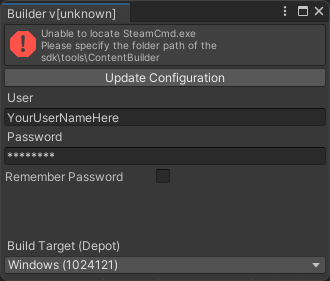 Builder v[unknown]
Unable to locate SteamCmd.exe
Please specify the folder path of the
sdk\tools\ContentBuilder
Update Configuration
User
YourUserNameHere
Password
********
Remember Password
Build Target (Depot)
Windows (1024121)